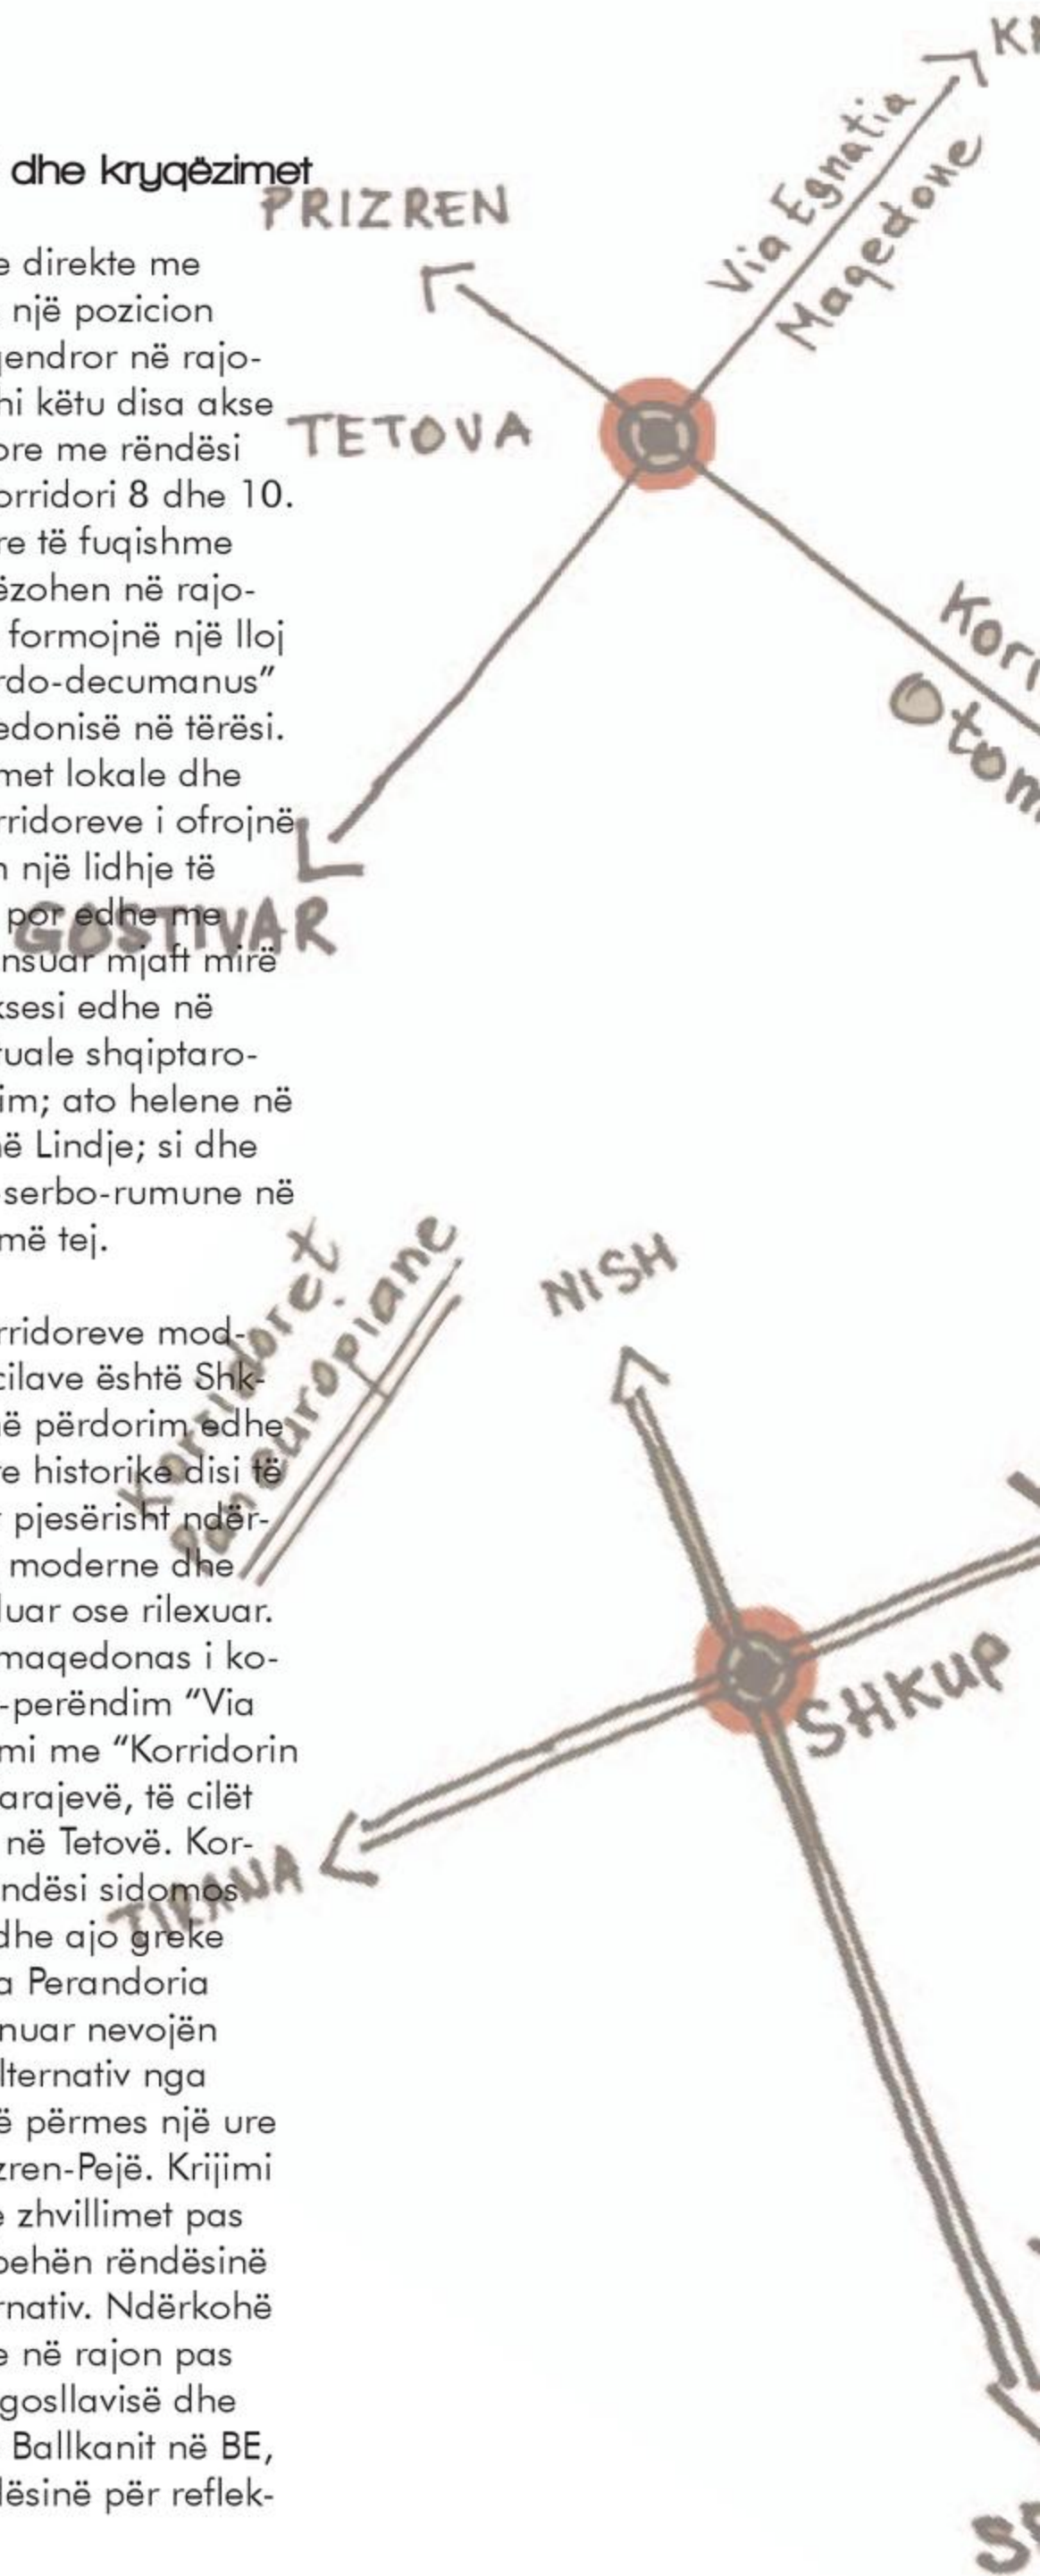 dhe kryqëzimet
e direkte me
një pozicion
endror në rajo-
hi këtu disa akse
ore me rëndësi
orridori 8 dhe 10.
re të fuqishme
ëzohen në rajo-
formojnë një lloj
rdo-decumanus”
edonisë në tërësi.
met lokale dhe
rridoreve i ofrojnë
n një lidhje të
por edhe me
nsuar mjaft mirë
ksesi edhe në
tuale shqiptaro-
im; ato helene në
ë Lindje; si dhe
-serbo-rumune në
më tej.
rridoreve mod-
cilave është Shk-
ë përdorim edhe
re historike disi të
pjesërisht ndër-
moderne dhe
luar ose rilexuar.
maqedonas i ko-
-perëndim “Via
mi me “Korridorin
arajevë, të cilët
në Tetovë. Kor-
ndësi sidomos
dhe ajo greke
a Perandoria
nuar nevojën
lternativ nga
ë përmes një ure
zren-Pejë. Krijimi
e zhvillimet pas
behën rëndësinë
rnativ. Ndërkohë
e në rajon pas
gosllavisë dhe
Ballkanit në BE,
ësinë për reflek-
PRIZREN
Via Egnatia
Maqedone
TETOVA
Kori
Otom
GOSTIVAR
Korridoret
Paneuropiane
NISH
SHKUP
TIRANA